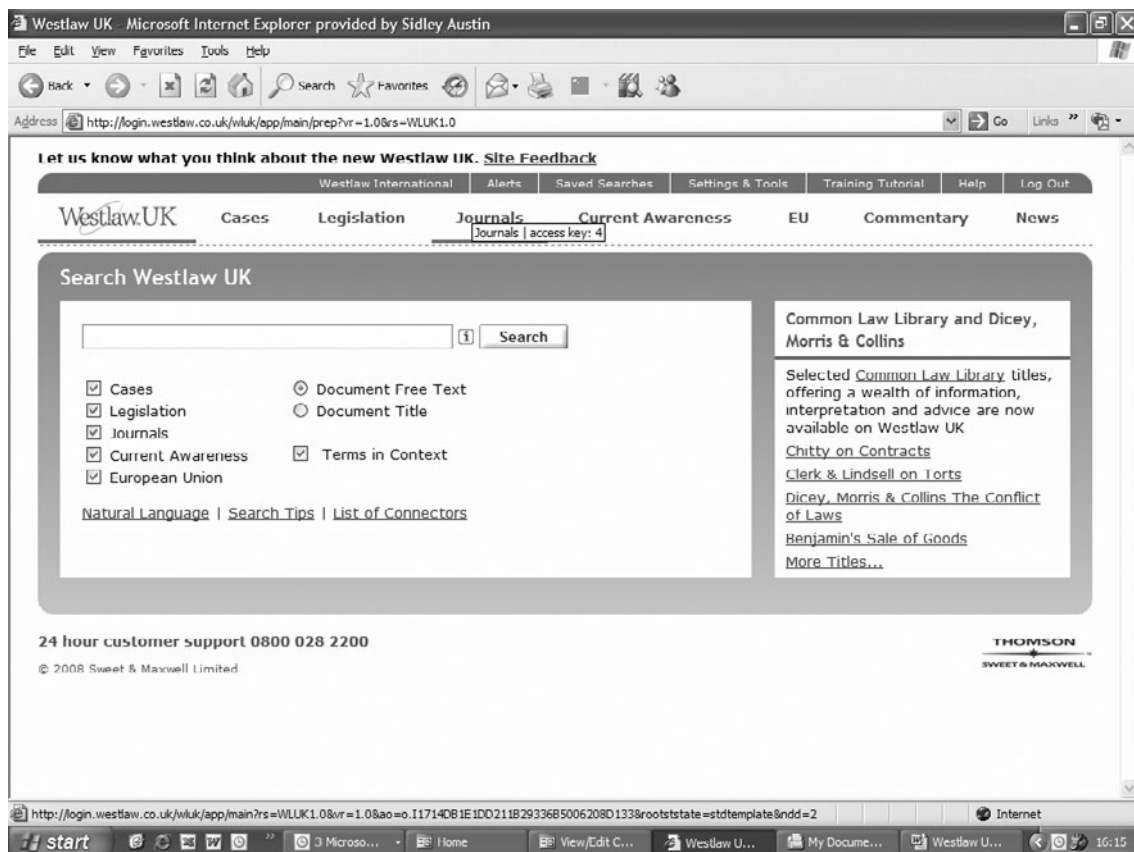 Westlaw UK - Microsoft Internet Explorer provided by Sidley Austin
File Edit View Favorites Tools Help
Back Search Favorites
Address http://login.westlaw.co.uk/wluk/app/main/prep?vr=1.0&rs=WLUK1.0 Go Links »
Let us know what you think about the new Westlaw UK. Site Feedback
Westlaw International Alerts Saved Searches Settings & Tools Training Tutorial Help Log Out
Westlaw.UK Cases Legislation Journals Current Awareness EU Commentary News
Journals | access key: 4
Search Westlaw UK
Search
Cases
Legislation
Journals
Current Awareness
European Union
Document Free Text
Document Title
Terms in Context
Natural Language | Search Tips | List of Connectors
Common Law Library and Dicey,
Morris & Collins
Selected Common Law Library titles,
offering a wealth of information,
interpretation and advice are now
available on Westlaw UK
Chitty on Contracts
Clerk & Lindsell on Torts
Dicey, Morris & Collins The Conflict
of Laws
Benjamin's Sale of Goods
More Titles...
24 hour customer support 0800 028 2200
© 2008 Sweet & Maxwell Limited
THOMSON
SWEET & MAXWELL
http://login.westlaw.co.uk/wluk/app/main?rs=WLUK1.0&vr=1.0&ao=o.I1714DB1E1DD211B29336B5006208D133&rootststate=stdtemplate&ndd=2 Internet
start » 3 Microso... Home View/Edit C... Westlaw U... My Docume... Westlaw U... 16:15